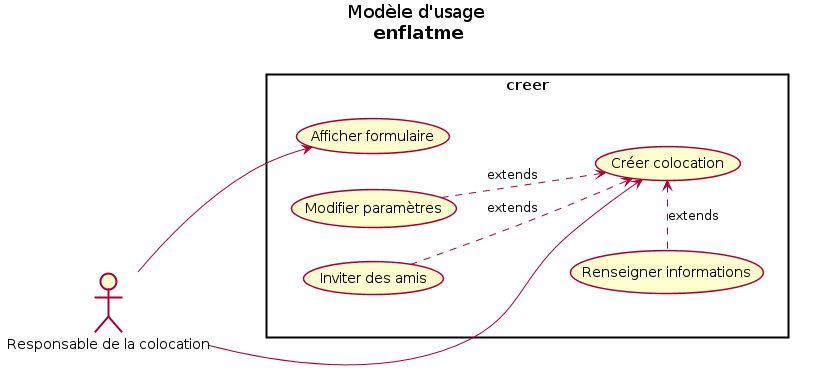 Modèle d'usage
enflatme
creer
Afficher formulaire
Créer colocation
extends
Modifier paramètres
extends
extends
Inviter des amis
Renseigner informations
Responsable de la colocation